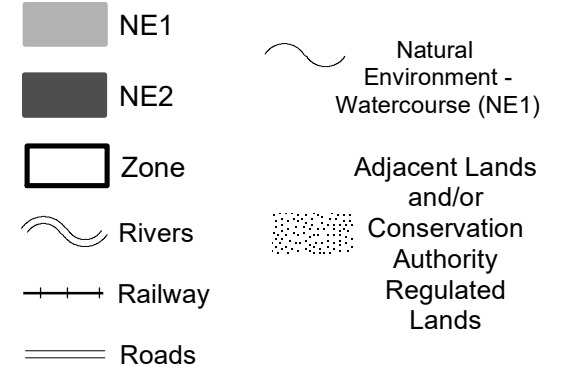 NE1
NE2
Zone
Rivers
Railway
Roads
Natural
Environment -
Watercourse (NE1)
Adjacent Lands
and/or
Conservation
Authority
Regulated
Lands